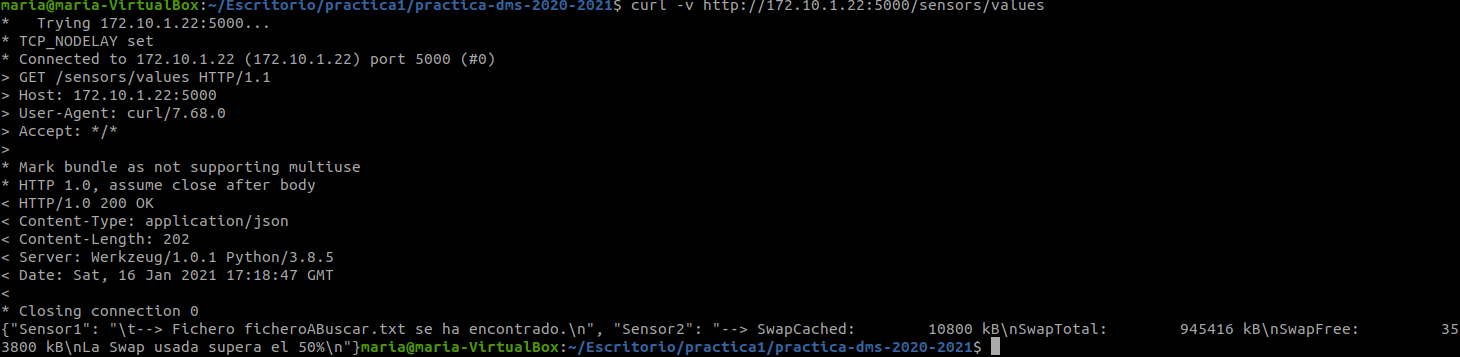 maria@maria-VirtualBox:~/Escritorio/practica1/practica-dms-2020-2021$ curl -v http://172.10.1.22:5000/sensors/values
*   Trying 172.10.1.22:5000...
* TCP_NODELAY set
* Connected to 172.10.1.22 (172.10.1.22) port 5000 (#0)
> GET /sensors/values HTTP/1.1
> Host: 172.10.1.22:5000
> User-Agent: curl/7.68.0
> Accept: */*
>
* Mark bundle as not supporting multiuse
* HTTP 1.0, assume close after body
< HTTP/1.0 200 OK
< Content-Type: application/json
< Content-Length: 202
< Server: Werkzeug/1.0.1 Python/3.8.5
< Date: Sat, 16 Jan 2021 17:18:47 GMT
<
* Closing connection 0
{"Sensor1": "\t--> Fichero ficheroABuscar.txt se ha encontrado.\n", "Sensor2": "--> SwapCached:        10800 kB\nSwapTotal:        945416 kB\nSwapFree:         35
3800 kB\nLa Swap usada supera el 50%\n"}maria@maria-VirtualBox:~/Escritorio/practica1/practica-dms-2020-2021$